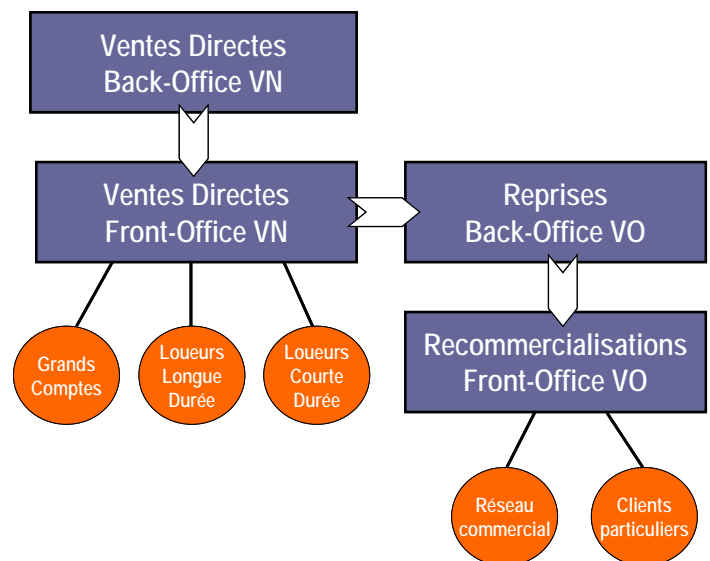 Ventes Directes
Back-Office VN
Ventes Directes
Front-Office VN
Reprises
Back-Office VO
Grands
Comptes
Loueurs
Longue
Durée
Loueurs
Courte
Durée
Recommercialisations
Front-Office VO
Réseau
commercial
Clients
particuliers